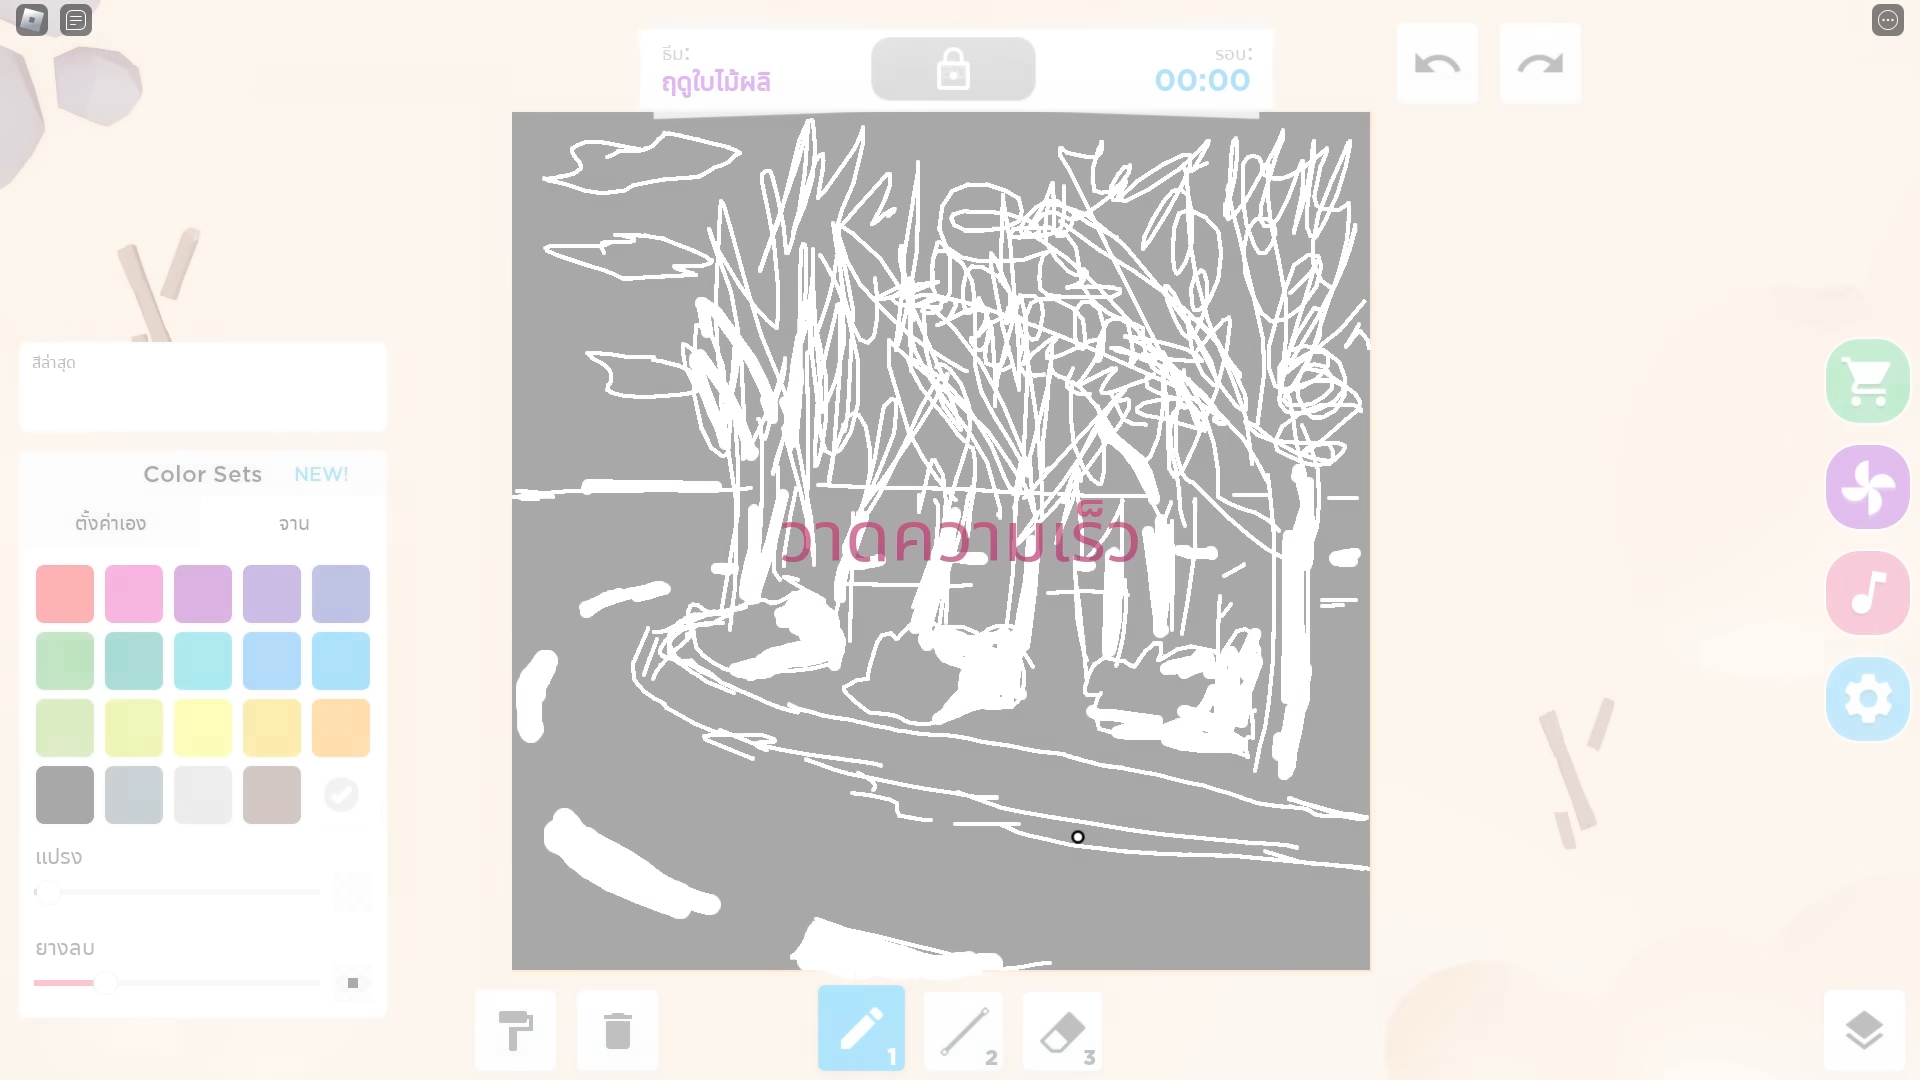 ธีม:
ฤดูใบไม้ผลิ
รอบ:
00:00
สีล่าสุด
Color Sets NEW!
ตั้งค่าเอง จาน
วาดความเร็ว
แปรง
ยางลบ
1 2 3